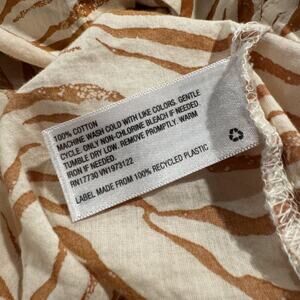 100% COTTON
MACHINE WASH COLD WITH LIKE COLORS. GENTLE
CYCLE. ONLY NON-CHLORINE BLEACH IF NEEDED.
TUMBLE DRY LOW. REMOVE PROMPTLY. WARM
IRON IF NEEDED.
RN17730 VN1973122
LABEL MADE FROM 100% RECYCLED PLASTIC